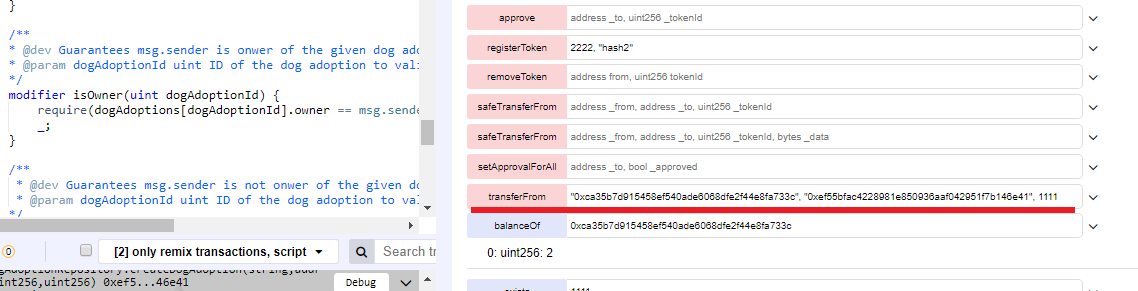 }
/**
* @dev Guarantees msg.sender is onwer of the given dog ado
* @param dogAdoptionId uint ID of the dog adoption to vali
*/
modifier isOwner(uint dogAdoptionId) {
require(dogAdoptions[dogAdoptionId].owner == msg.sende
_;
}
/**
* @dev Guarantees msg.sender is not onwer of the given do
* @param dogAdoptionId uint ID of the dog adoption to vali
*/
0
[2] only remix transactions, script
Search tr
int256,uint256) 0xef5...46e41
Debug
approve address _to, uint256 _tokenId
registerToken 2222, "hash2"
removeToken address from, uint256 tokenId
safeTransferFrom address _from, address _to, uint256 _tokenId
safeTransferFrom address _from, address _to, uint256 _tokenId, bytes _data
setApprovalForAll address _to, bool _approved
transferFrom "0xca35b7d915458ef540ade6068dfe2f44e8fa733c", "0xef55bfac4228981e850936aaf042951f7b146e41", 1111
balanceOf 0xca35b7d915458ef540ade6068dfe2f44e8fa733c
0: uint256: 2
exists 1111